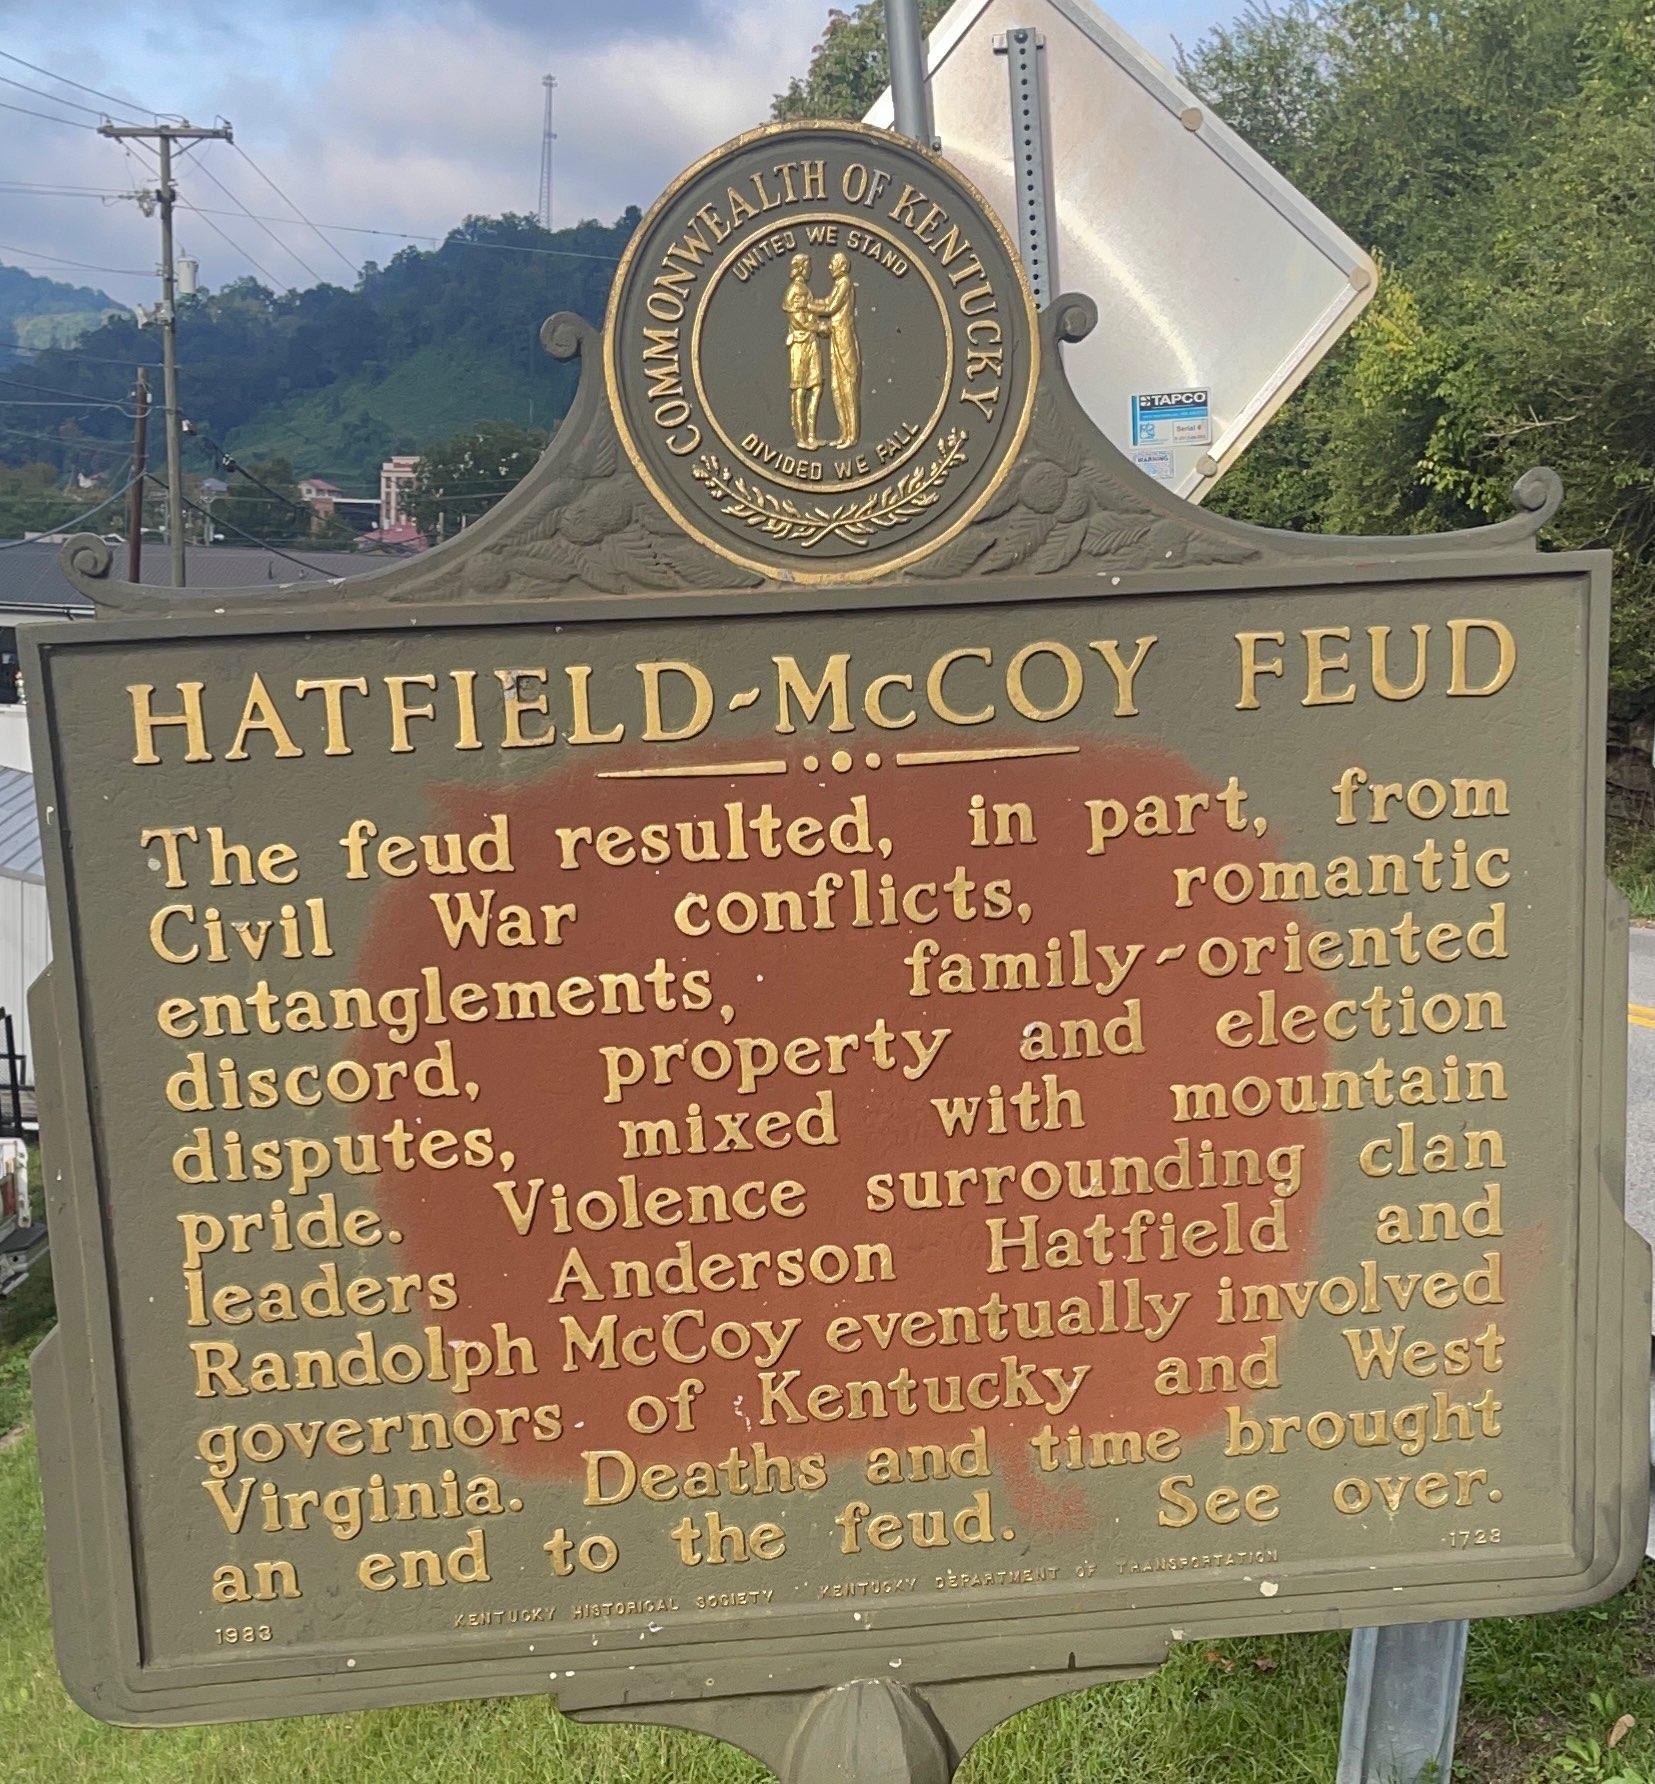 COMMONWEALTH OF KENTUCKY
UNITED WE STAND
DIVIDED WE FALL
TAPCO
Serial #
WARNING
HATFIELD-McCOY FEUD
The feud resulted, in part, from
Civil War conflicts, romantic
entanglements, family-oriented
discord, property and election
disputes, mixed with mountain
pride. Violence surrounding clan
leaders Anderson Hatfield and
Randolph McCoy eventually involved
governors of Kentucky and West
Virginia. Deaths and time brought
an end to the feud. See over.
1983 KENTUCKY HISTORICAL SOCIETY KENTUCKY DEPARTMENT OF TRANSPORTATION 1728